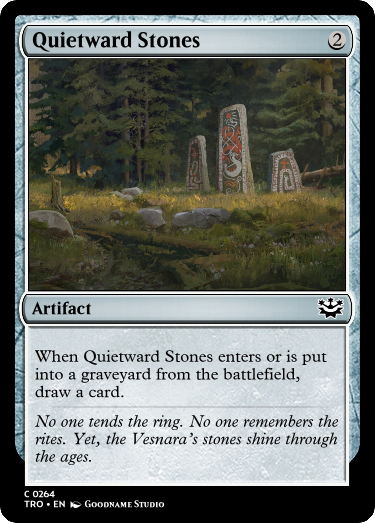 Quietward Stones 2
Artifact
When Quietward Stones enters or is put
into a graveyard from the battlefield,
draw a card.
No one tends the ring. No one remembers the
rites. Yet, the Vesnara's stones shine through
the ages.
C 0264
TRO • EN Goodname Studio